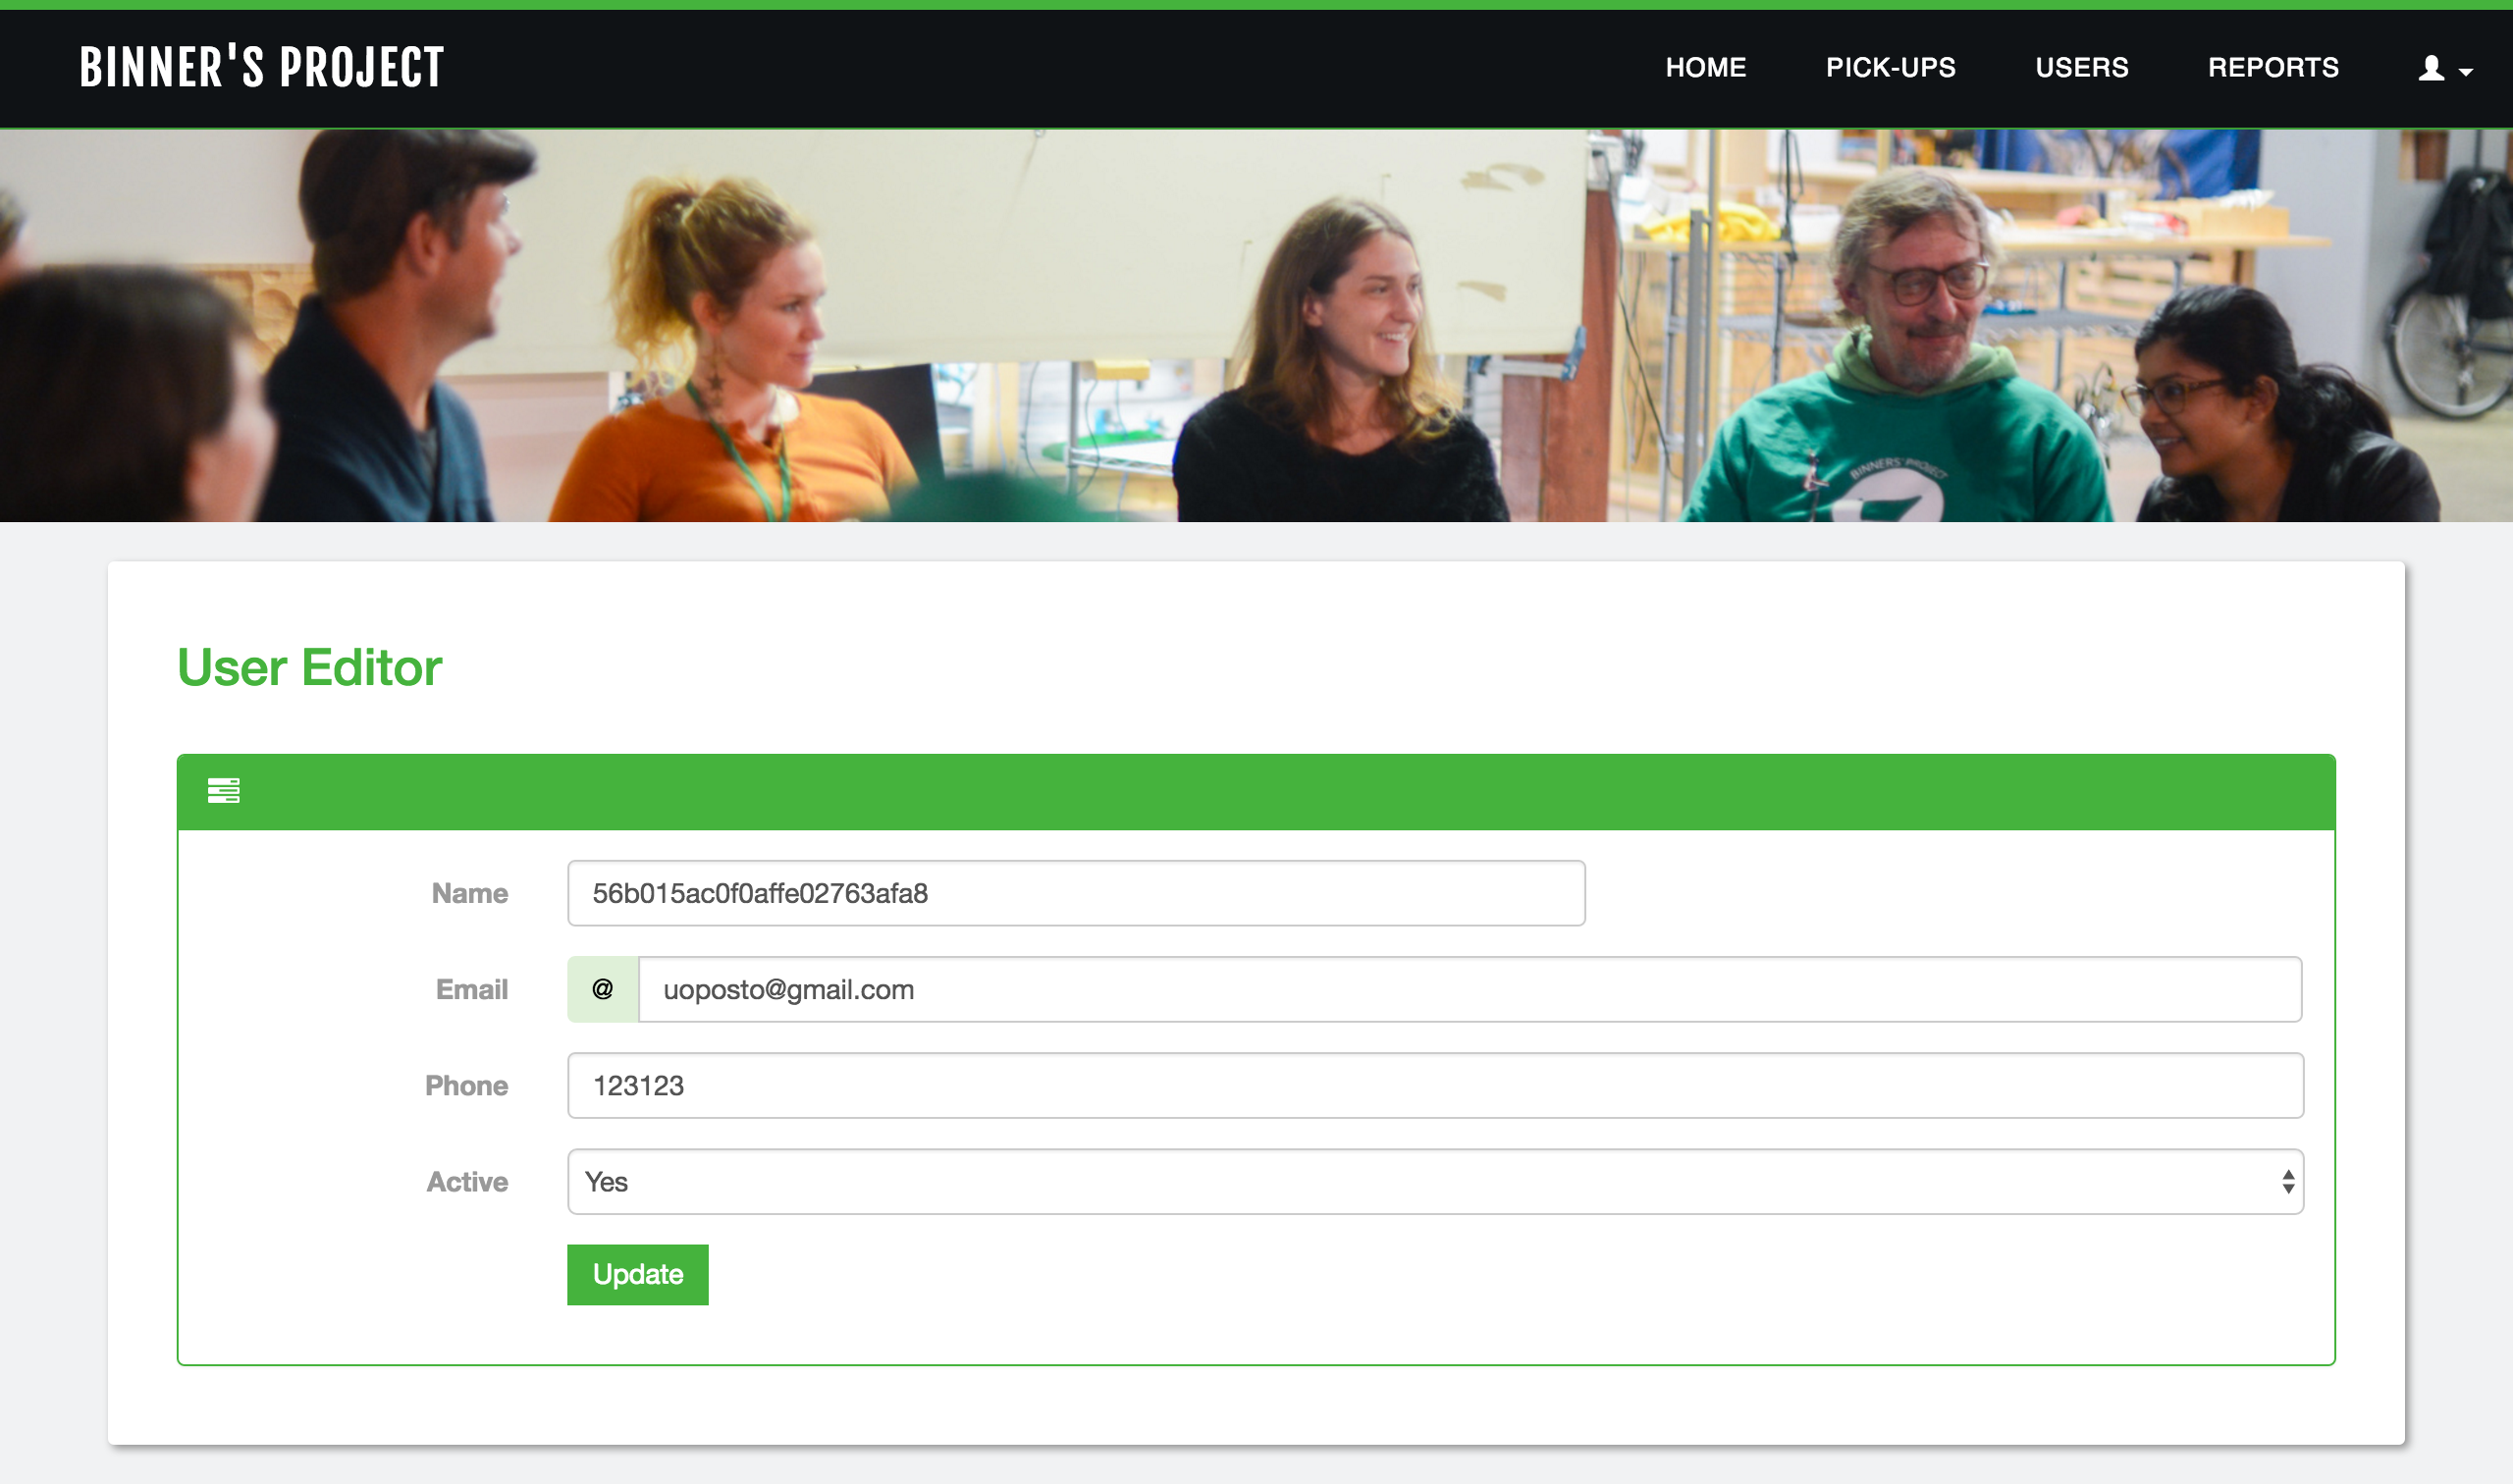 BINNER'S PROJECT
HOME PICK-UPS USERS REPORTS
BINNERS' PROJECT
User Editor
Name 56b015ac0f0affe02763afa8
Email @ uoposto@gmail.com
Phone 123123
Active Yes
Update